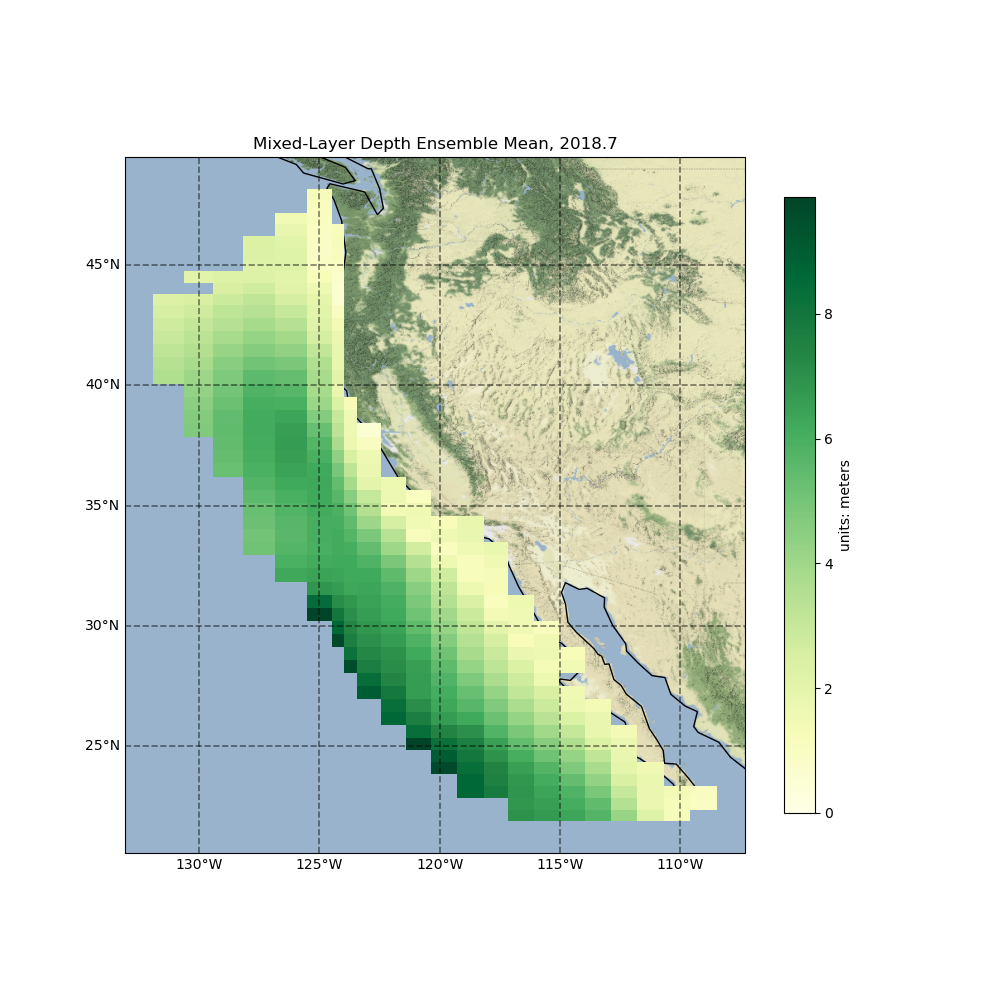 Mixed-Layer Depth Ensemble Mean, 2018.7
45°N
40°N
35°N
30°N
25°N
130°W
125°W
120°W
115°W
110°W
8
6
4
2
0
units: meters